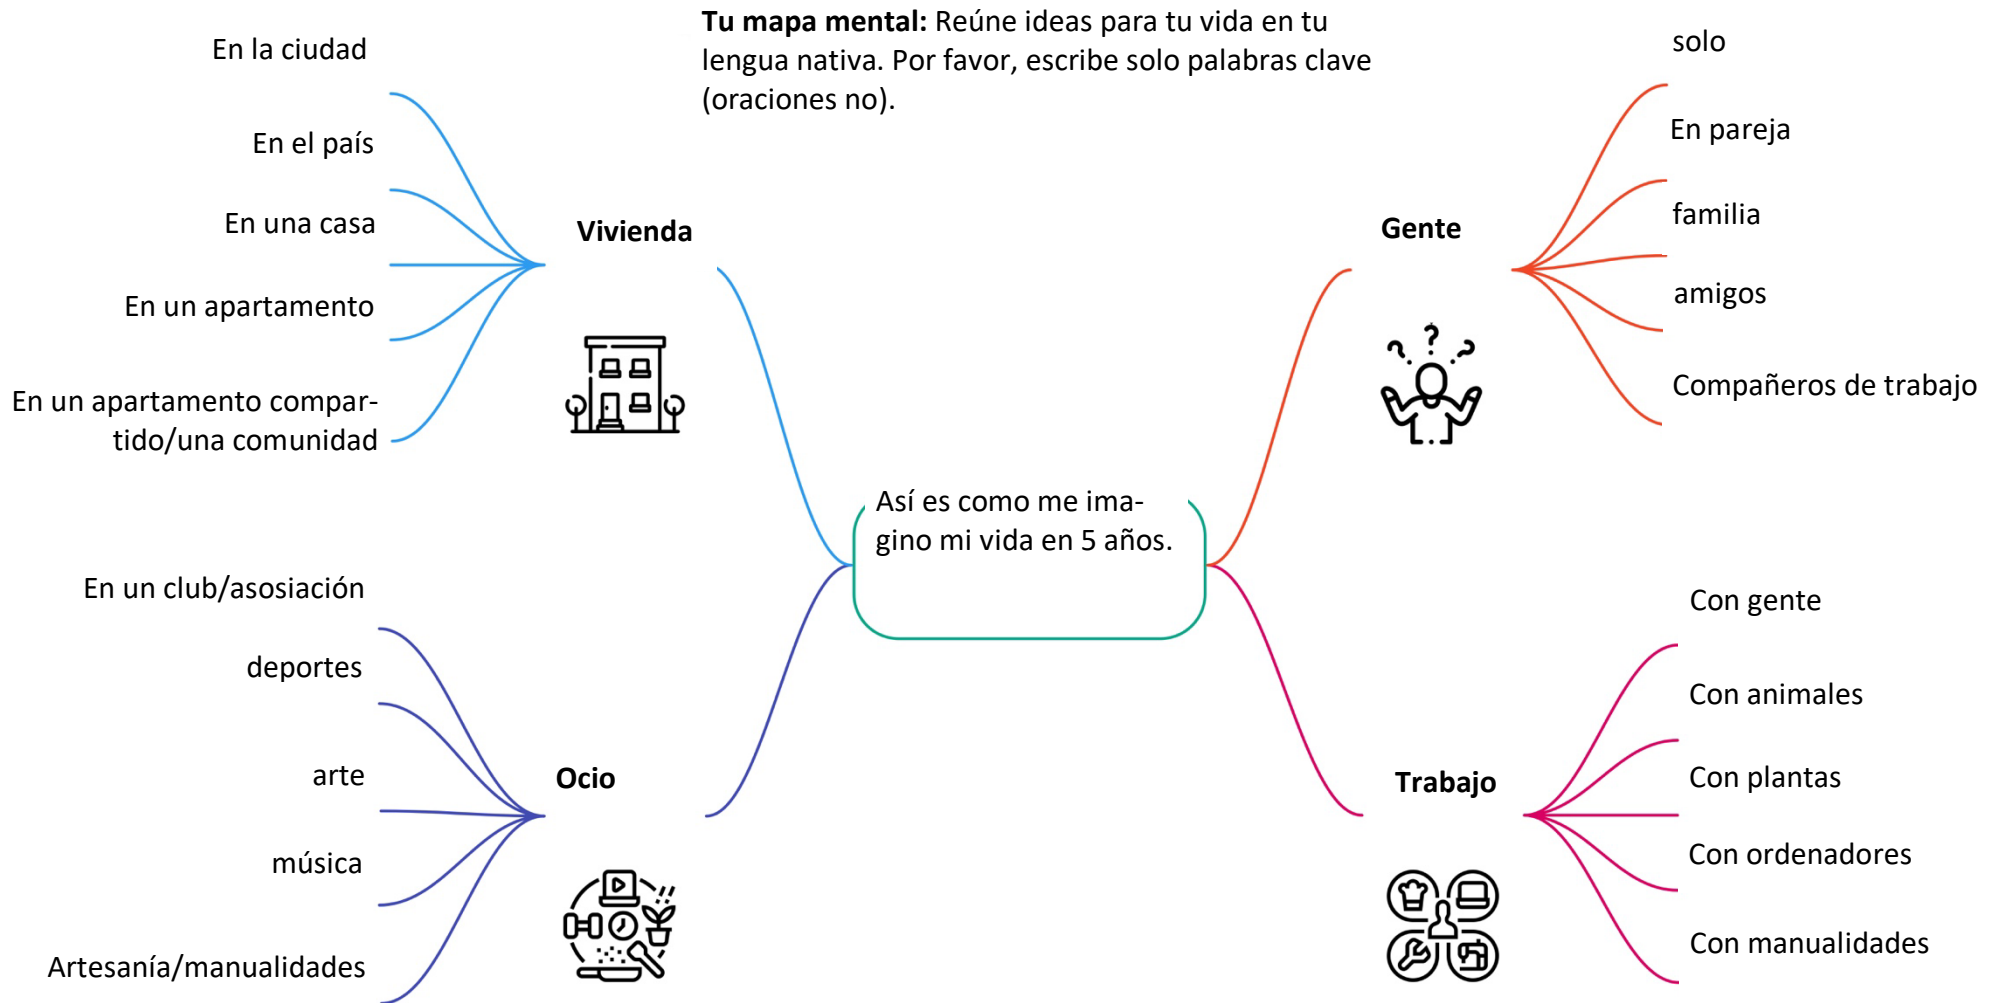 Tu mapa mental: Reúne ideas para tu vida en tu
lengua nativa. Por favor, escribe solo palabras clave
(oraciones no).
En la ciudad
En el país
En una casa
En un apartamento
En un apartamento compar-
tido/una comunidad
Vivienda
solo
En pareja
familia
amigos
Compañeros de trabajo
Gente
Así es como me ima-
gino mi vida en 5 años.
En un club/asosiación
deportes
arte
música
Artesanía/manualidades
Ocio
Con gente
Con animales
Con plantas
Con ordenadores
Con manualidades
Trabajo